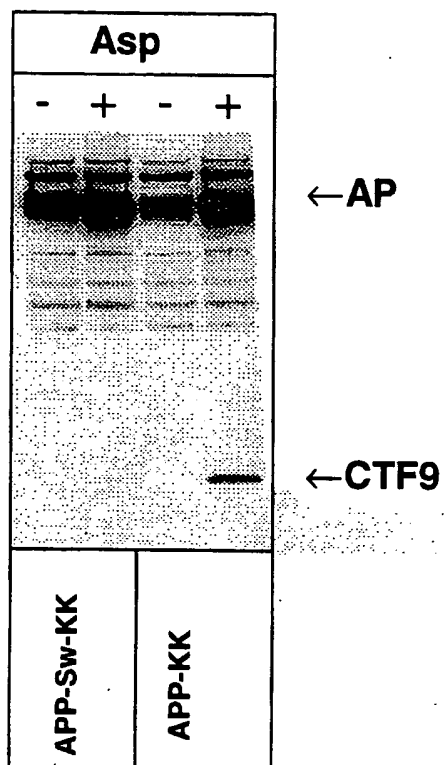 Asp
- + - +
←AP
←CTF9
APP-Sw-KK
APP-KK